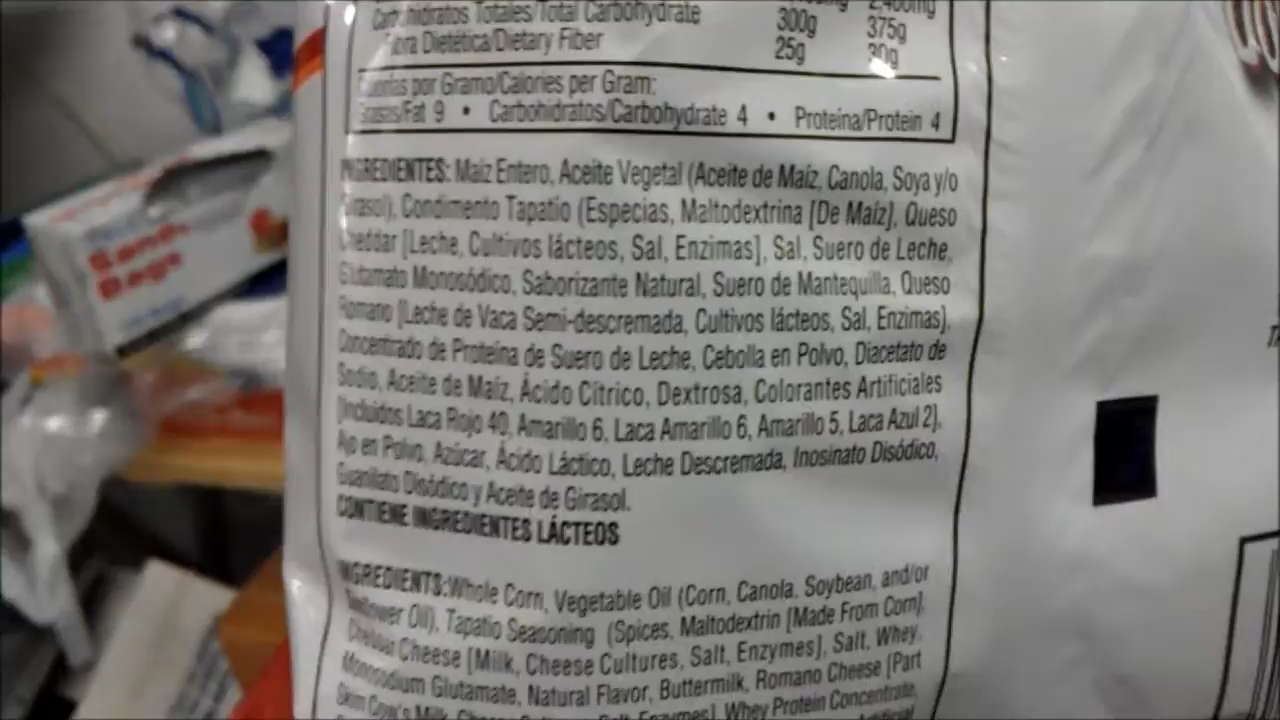 Carbohidratos Totales/Total Carbohydrate 300g 375g
Fibra Dietética/Dietary Fiber 25g 30g
Calorías por Gramo/Calories per Gram:
Grasas/Fat 9 • Carbohidratos/Carbohydrate 4 • Proteína/Protein 4
INGREDIENTES: Maíz Entero, Aceite Vegetal (Aceite de Maíz, Canola, Soya y/o
Girasol), Condimento Tapatío (Especias, Maltodextrina [De Maíz], Queso
Cheddar [Leche, Cultivos lácteos, Sal, Enzimas], Sal, Suero de Leche,
Glutamato Monosódico, Saborizante Natural, Suero de Mantequilla, Queso
Romano [Leche de Vaca Semi-descremada, Cultivos lácteos, Sal, Enzimas],
Concentrado de Proteína de Suero de Leche, Cebolla en Polvo, Diacetato de
Sodio, Aceite de Maíz, Ácido Cítrico, Dextrosa, Colorantes Artificiales
[Incluidos Laca Riojo 40, Amarillo 6, Laca Amarillo 6, Amarillo 5, Laca Azul 2],
Ajo en Polvo, Azúcar, Ácido Láctico, Leche Descremada, Inosinato Disódico,
Guanilato Disódico y Aceite de Girasol.
CONTIENE INGREDIENTES LÁCTEOS
INGREDIENTS: Whole Corn, Vegetable Oil (Corn, Canola, Soybean, and/or
Sunflower Oil), Tapatio Seasoning (Spices, Maltodextrin [Made From Corn],
Cheddar Cheese [Milk, Cheese Cultures, Salt, Enzymes], Salt, Whey,
Monosodium Glutamate, Natural Flavor, Buttermilk, Romano Cheese [Part
Skim Cow's Milk, Cheese Salt, Enzymes], Whey Protein Concentrate,
Bags